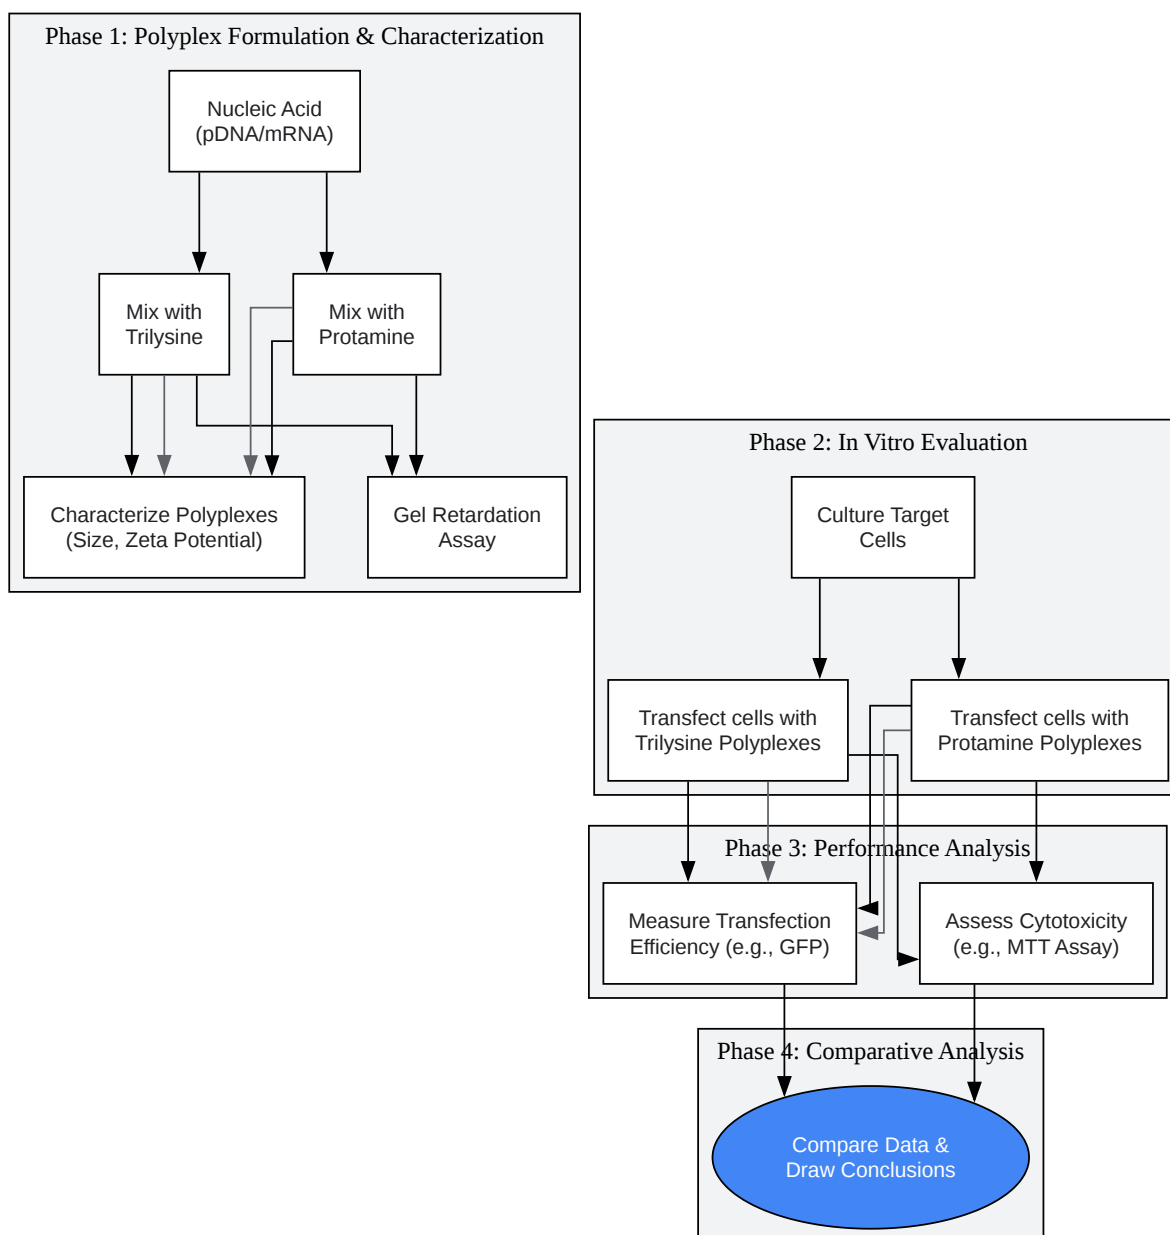 Phase 1: Polyplex Formulation & Characterization
Nucleic Acid
(pDNA/mRNA)
Mix with
Trilysine
Mix with
Protamine
Characterize Polyplexes
(Size, Zeta Potential)
Gel Retardation
Assay
Phase 2: In Vitro Evaluation
Culture Target
Cells
Transfect cells with
Trilysine Polyplexes
Transfect cells with
Protamine Polyplexes
Phase 3: Performance Analysis
Measure Transfection
Efficiency (e.g., GFP)
Assess Cytotoxicity
(e.g., MTT Assay)
Phase 4: Comparative Analysis
Compare Data &
Draw Conclusions